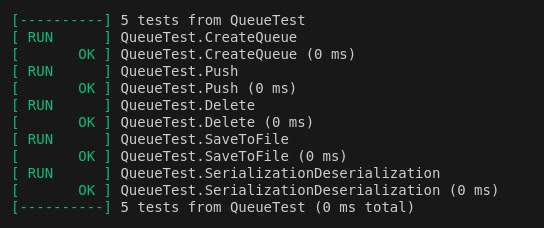 [----------] 5 tests from QueueTest
[ RUN      ] QueueTest.CreateQueue
[       OK ] QueueTest.CreateQueue (0 ms)
[ RUN      ] QueueTest.Push
[       OK ] QueueTest.Push (0 ms)
[ RUN      ] QueueTest.Delete
[       OK ] QueueTest.Delete (0 ms)
[ RUN      ] QueueTest.SaveToFile
[       OK ] QueueTest.SaveToFile (0 ms)
[ RUN      ] QueueTest.SerializationDeserialization
[       OK ] QueueTest.SerializationDeserialization (0 ms)
[----------] 5 tests from QueueTest (0 ms total)